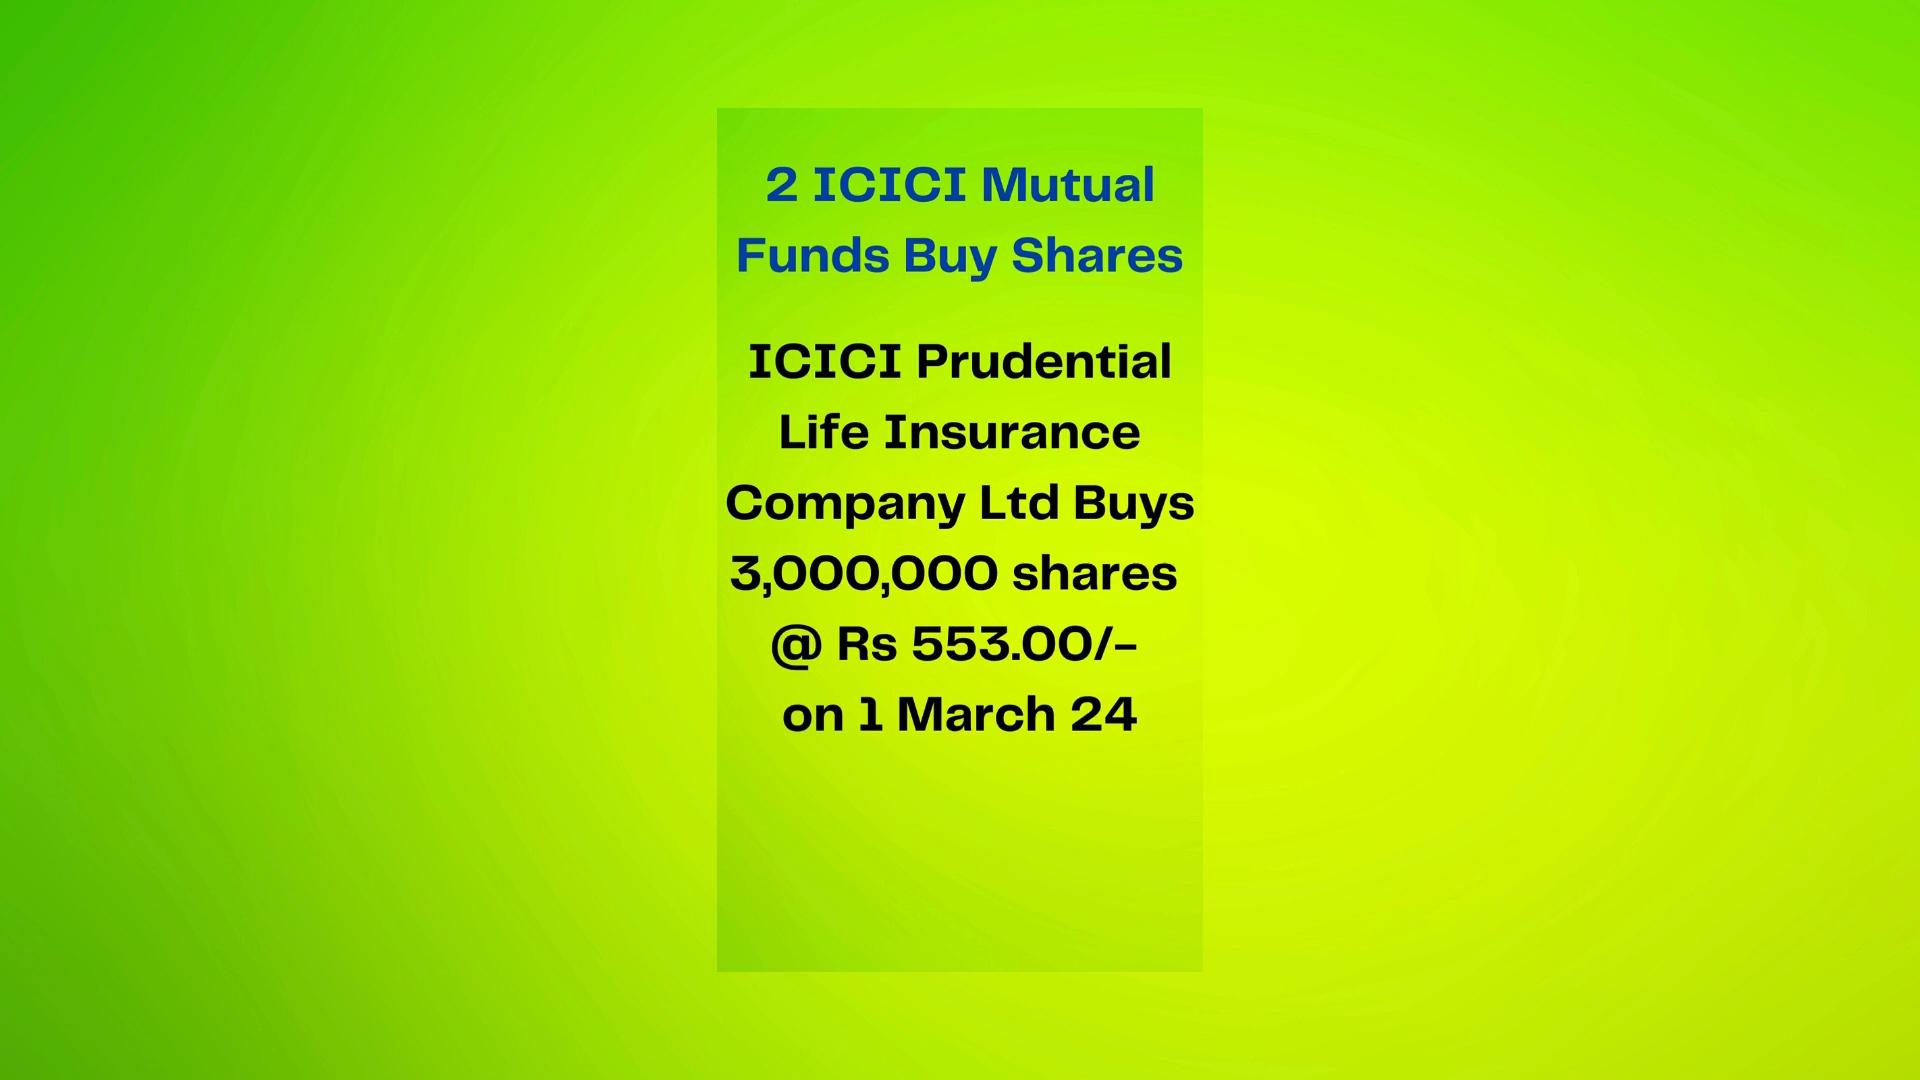 2 ICICI Mutual
Funds Buy Shares
ICICI Prudential
Life Insurance
Company Ltd Buys
3,000,000 shares
@ Rs 553.00/-
on 1 March 24